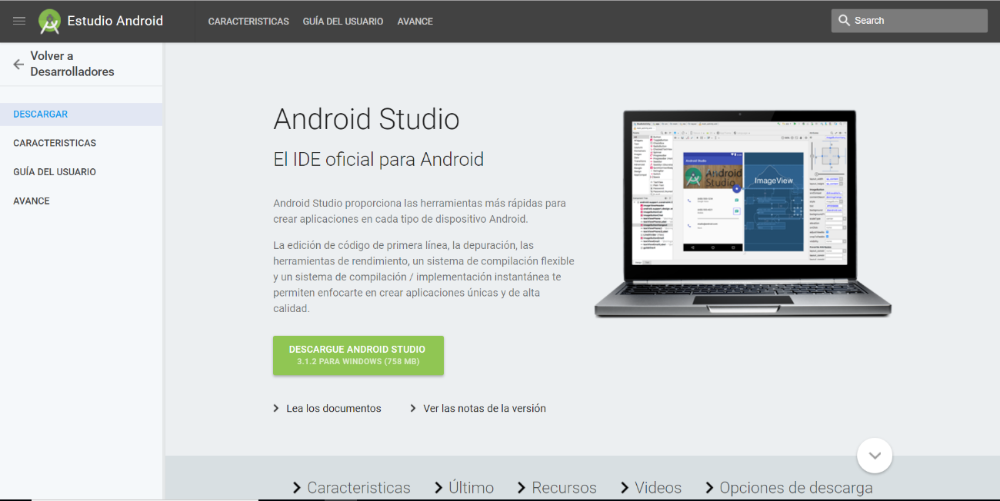 Estudio Android
CARACTERISTICAS GUÍA DEL USUARIO AVANCE
Search
Volver a
Desarrolladores
DESCARGAR
CARACTERISTICAS
GUÍA DEL USUARIO
AVANCE
Android Studio
El IDE oficial para Android
Android Studio proporciona las herramientas más rápidas para
crear aplicaciones en cada tipo de dispositivo Android.
La edición de código de primera línea, la depuración, las
herramientas de rendimiento, un sistema de compilación flexible
y un sistema de compilación / implementación instantánea te
permiten enfocarte en crear aplicaciones únicas y de alta
calidad.
DESCARGUE ANDROID STUDIO
3.1.2 PARA WINDOWS (758 MB)
Lea los documentos Ver las notas de la versión
Android Studio
Android
Studio
ImageView
Caracteristicas Último Recursos Videos Opciones de descarga